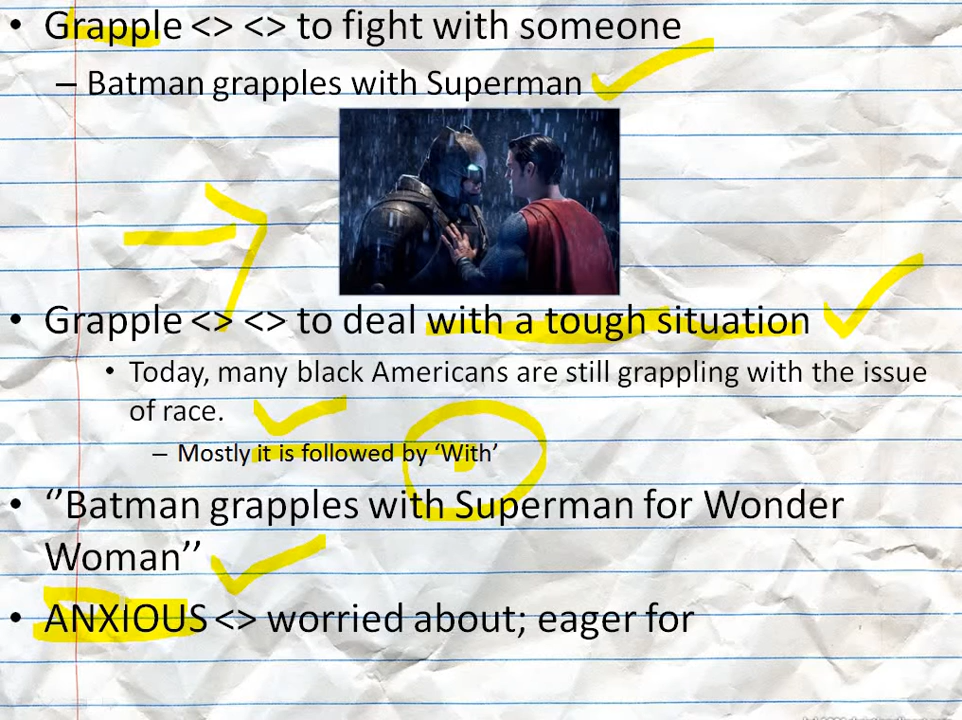 • Grapple <> <> to fight with someone
– Batman grapples with Superman
• Grapple <> <> to deal with a tough situation
• Today, many black Americans are still grappling with the issue
of race.
– Mostly it is followed by ‘With’
• ‘’Batman grapples with Superman for Wonder
Woman’’
• ANXIOUS <> worried about; eager for